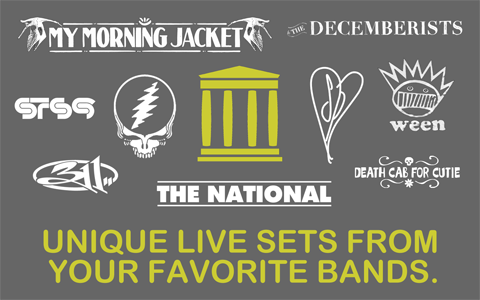 MY MORNING JACKET
THE DECEMBERISTS
STS9
ween
311
DEATH CAB FOR CUTIE
THE NATIONAL
UNIQUE LIVE SETS FROM
YOUR FAVORITE BANDS.